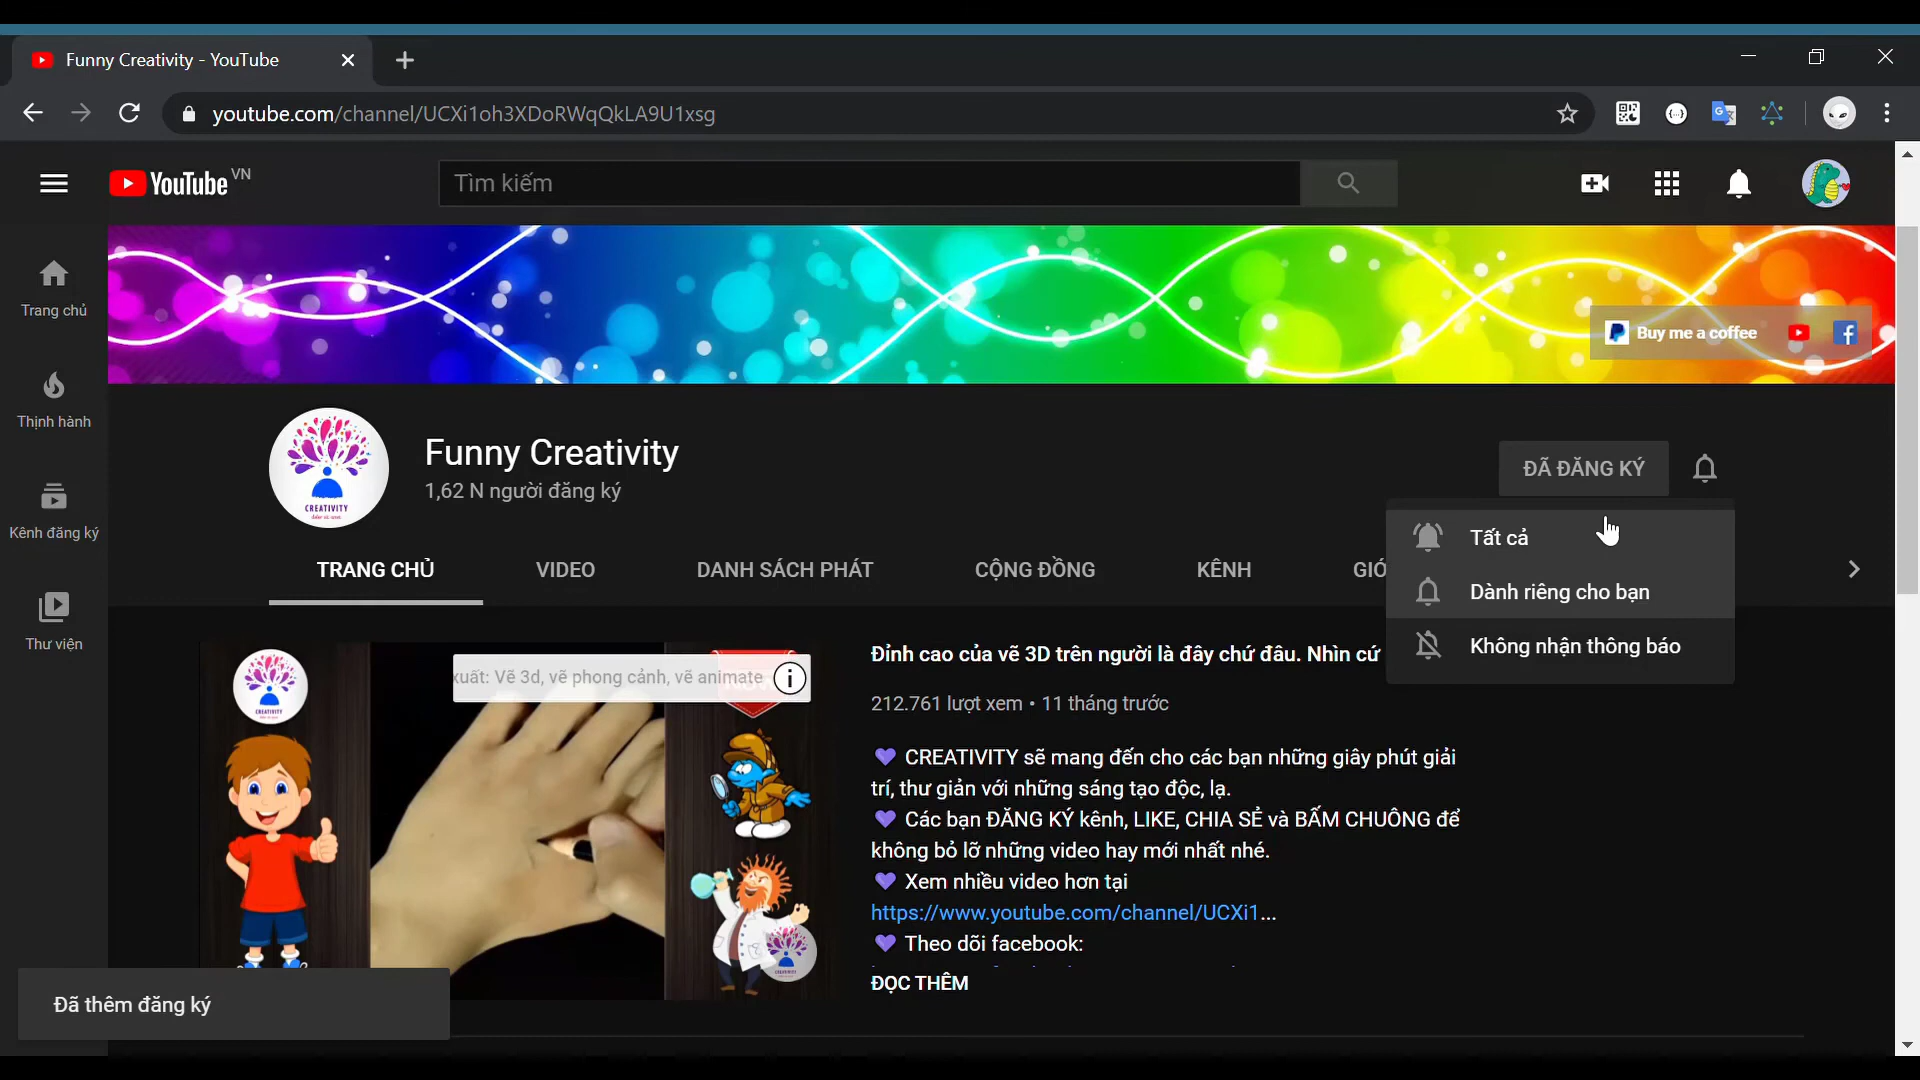 Funny Creativity - YouTube
youtube.com/channel/UCXi1oh3XDoRWqQkLA9U1xsg
YouTube VN
Tìm kiếm
Buy me a coffee
Trang chủ
Thịnh hành
Kênh đăng ký
Thư viện
CREATIVITY
Funny Creativity
1,62 N người đăng ký
ĐÃ ĐĂNG KÝ
Tất cả
Dành riêng cho bạn
Không nhận thông báo
TRANG CHỦ
VIDEO
DANH SÁCH PHÁT
CỘNG ĐỒNG
KÊNH
GIỚ
xuất: Vẽ 3d, vẽ phong cảnh, vẽ animate
CREATIVITY
Đỉnh cao của vẽ 3D trên người là đây chứ đâu. Nhìn cứ
212.761 lượt xem • 11 tháng trước
💜 CREATIVITY sẽ mang đến cho các bạn những giây phút giải
trí, thư giản với những sáng tạo độc, lạ.
💜 Các bạn ĐĂNG KÝ kênh, LIKE, CHIA SẺ và BẤM CHUÔNG để
không bỏ lỡ những video hay mới nhất nhé.
💜 Xem nhiều video hơn tại
https://www.youtube.com/channel/UCXi1...
💜 Theo dõi facebook:
ĐỌC THÊM
Đã thêm đăng ký